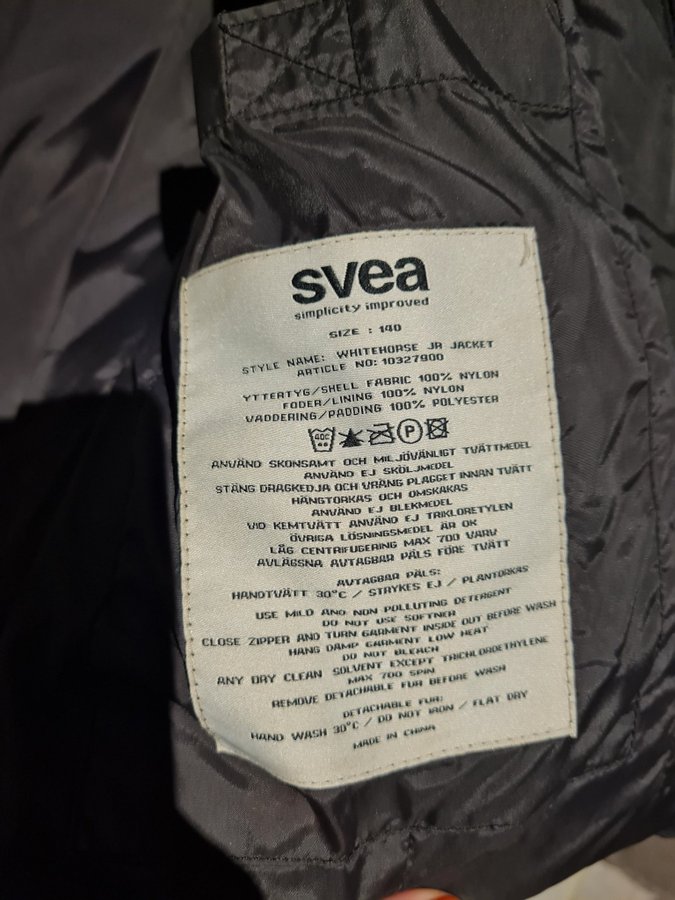 svea
simplicity improved
SIZE : 140
STYLE NAME: WHITEHORSE JR JACKET
ARTICLE NO: 10327900
YTTERTYG/SHELL FABRIC 100% NYLON
FODER/LINING 100% NYLON
VADDERING/PADDING 100% POLYESTER
40C P
ANVÄND SKONSAMT OCH MILJÖVÄNLIGT TVÄTTMEDEL
ANVÄND EJ SKÖLJMEDEL
STÄNG DRAGKEDJA OCH VRÄNG PLAGGET INNAN TVÄTT
HÄNGTORKAS OCH OMSKAKAS
ANVÄND EJ BLEKMEDEL
VID KEMTVÄTT ANVÄND EJ TRIKLORETYLEN
ÖVRIGA LÖSNINGSMEDEL ÄR OK
LÅG CENTRIFUGERING MAX 700 VARV
AVLÄGSNA AVTAGBAR PÄLS FÖRE TVÄTT
AVTAGBAR PÄLS:
HANDTVÄTT 30°C / STRYKES EJ / PLANTORKAS
USE MILD AND NON POLLUTING DETERGENT
DO NOT USE SOFTNER
CLOSE ZIPPER AND TURN GARMENT INSIDE OUT BEFORE WASH
HANG DAMP GARMENT LOW HEAT
DO NOT BLEACH
ANY DRY CLEAN SOLVENT EXCEPT TRICHLOROETHYLENE
MAX 700 SPIN
REMOVE DETACHABLE FUR BEFORE WASH
DETACHABLE FUR:
HAND WASH 30°C / DO NOT IRON / FLAT DRY
MADE IN CHINA